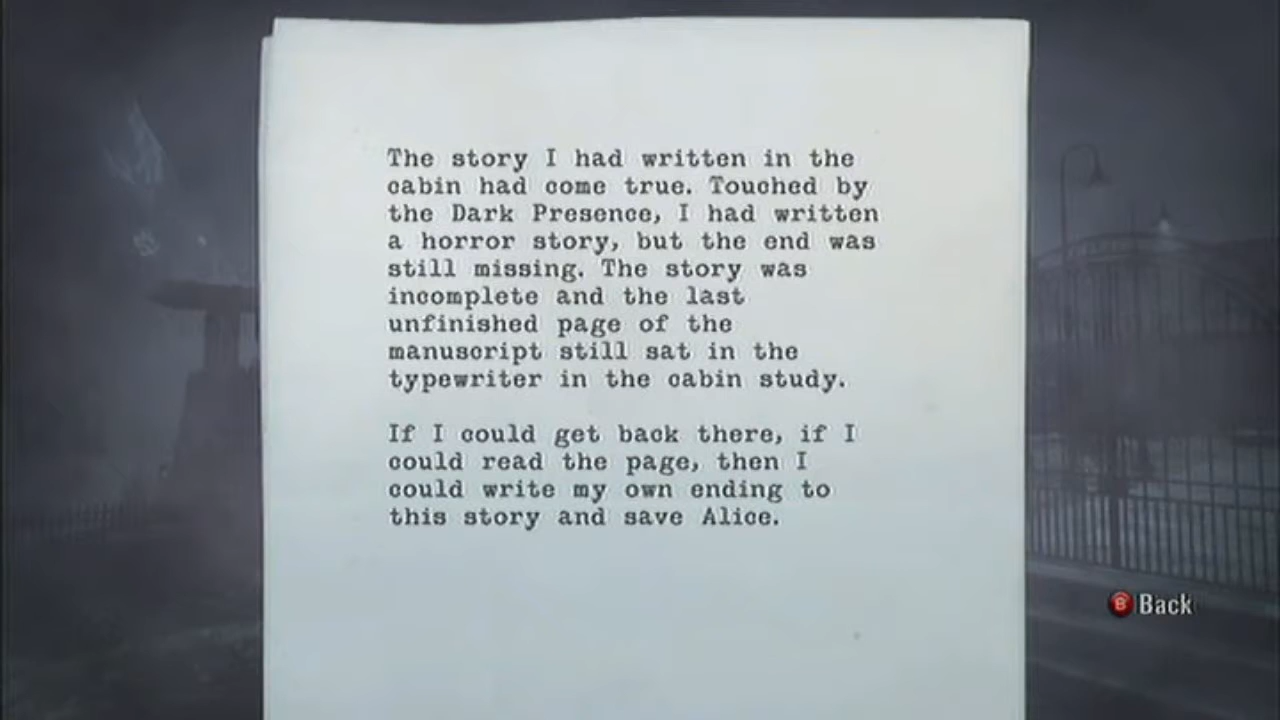 The story I had written in the
cabin had come true. Touched by
the Dark Presence, I had written
a horror story, but the end was
still missing. The story was
incomplete and the last
unfinished page of the
manuscript still sat in the
typewriter in the cabin study.
If I could get back there, if I
could read the page, then I
could write my own ending to
this story and save Alice.
B Back